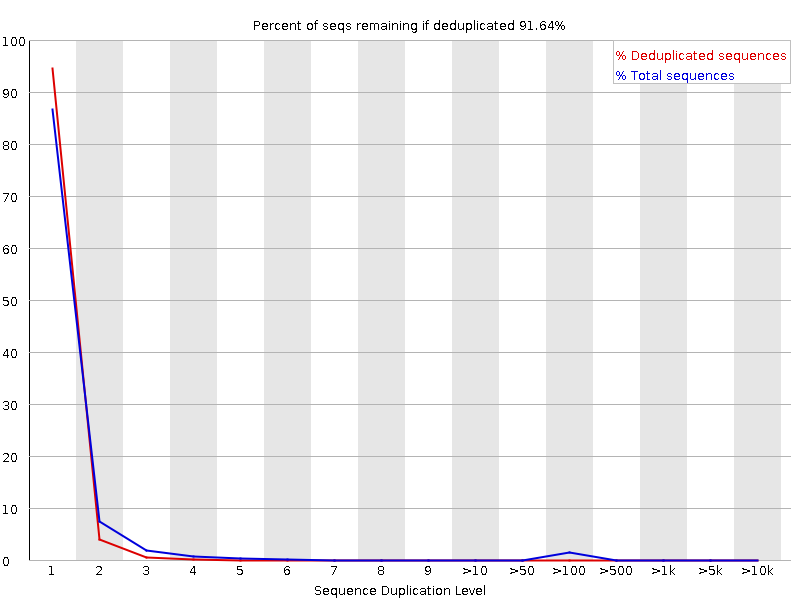 Percent of seqs remaining if deduplicated 91.64%
% Deduplicated sequences
% Total sequences
100
90
80
70
60
50
40
30
20
10
0
1 2 3 4 5 6 7 8 9 >10 >50 >100 >500 >1k >5k >10k
Sequence Duplication Level